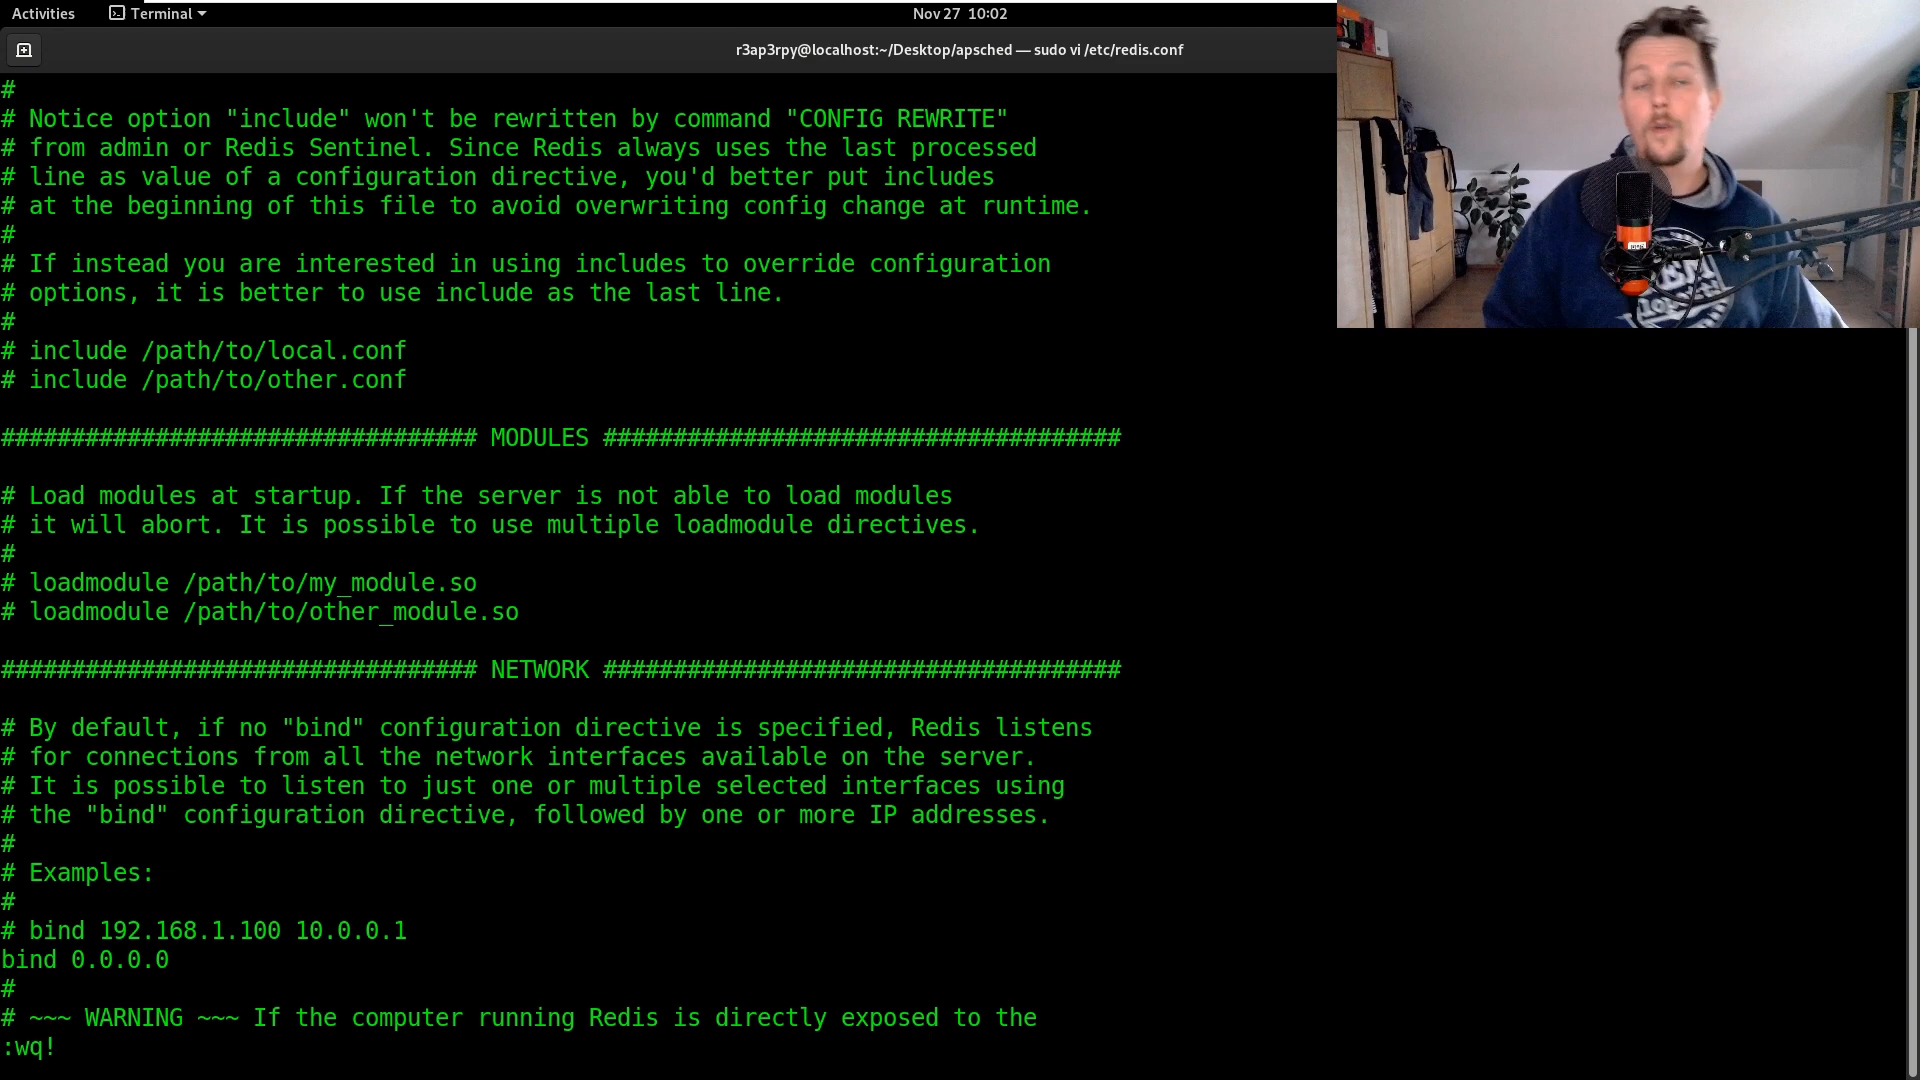 Activities Terminal Nov 27 10:02
r3ap3rpy@localhost:~/Desktop/apsched — sudo vi /etc/redis.conf
#
# Notice option "include" won't be rewritten by command "CONFIG REWRITE"
# from admin or Redis Sentinel. Since Redis always uses the last processed
# line as value of a configuration directive, you'd better put includes
# at the beginning of this file to avoid overwriting config change at runtime.
#
# If instead you are interested in using includes to override configuration
# options, it is better to use include as the last line.
#
# include /path/to/local.conf
# include /path/to/other.conf

################################## MODULES #####################################

# Load modules at startup. If the server is not able to load modules
# it will abort. It is possible to use multiple loadmodule directives.
#
# loadmodule /path/to/my_module.so
# loadmodule /path/to/other_module.so

################################## NETWORK #####################################

# By default, if no "bind" configuration directive is specified, Redis listens
# for connections from all the network interfaces available on the server.
# It is possible to listen to just one or multiple selected interfaces using
# the "bind" configuration directive, followed by one or more IP addresses.
#
# Examples:
#
# bind 192.168.1.100 10.0.0.1
bind 0.0.0.0
#
# ~~~ WARNING ~~~ If the computer running Redis is directly exposed to the
:wq!